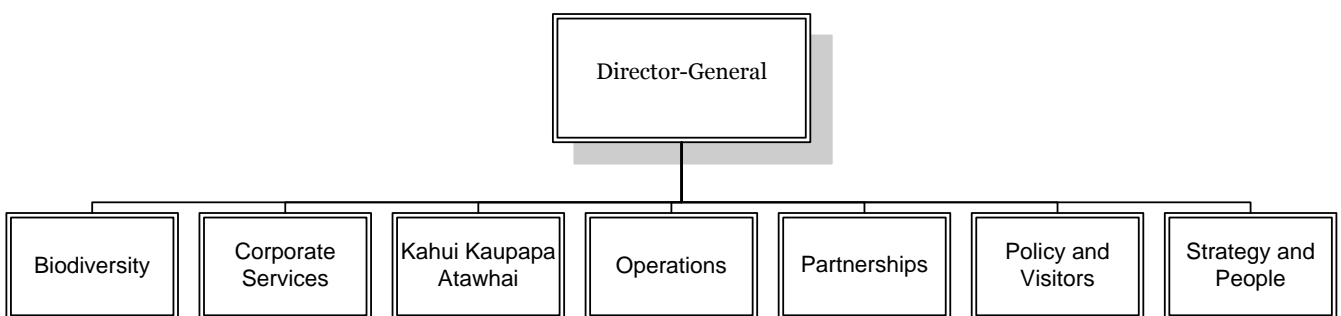 Director-General
Biodiversity
Corporate
Services
Kahui Kaupapa
Atawhai
Operations
Partnerships
Policy and
Visitors
Strategy and
People